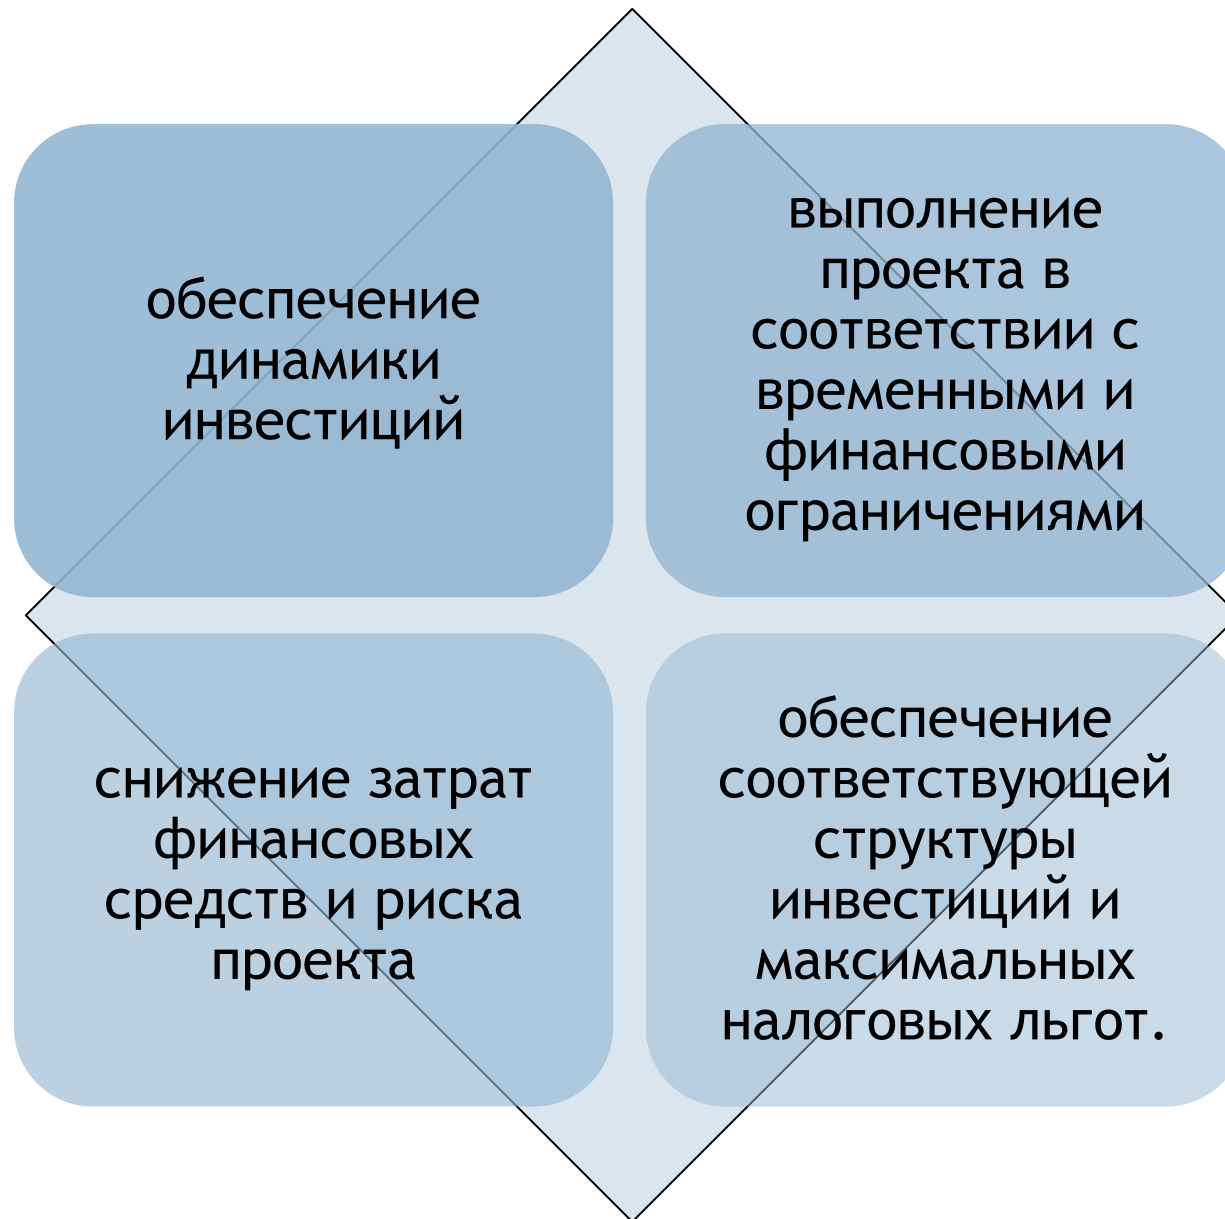 обеспечение
динамики
инвестиций
выполнение
проекта в
соответствии с
временными и
финансовыми
ограничениями
снижение затрат
финансовых
средств и риска
проекта
обеспечение
соответствующей
структуры
инвестиций и
максимальных
налоговых льгот.